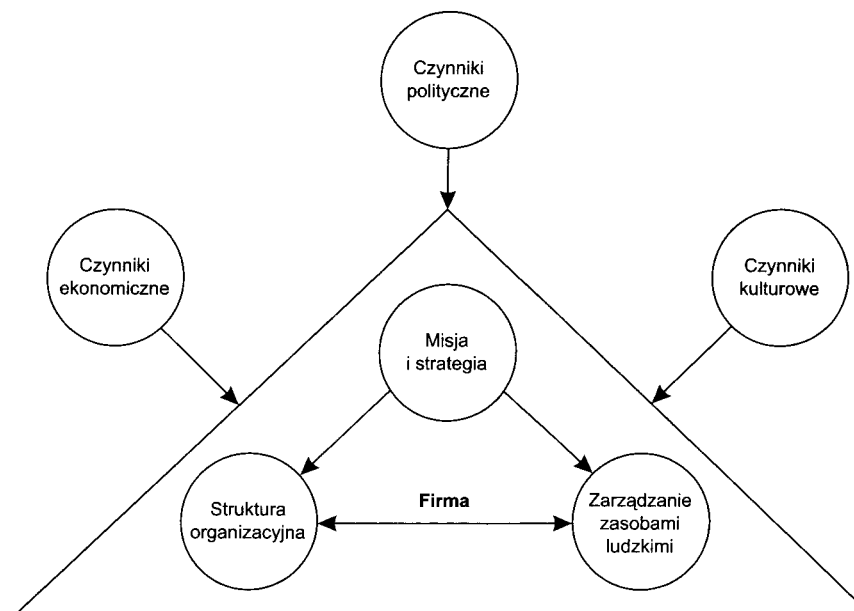 Czynniki
polityczne
Czynniki
ekonomiczne
Czynniki
kulturowe
Misja
i strategia
Struktura
organizacyjna
Firma
Zarządzanie
zasobami
ludzkimi